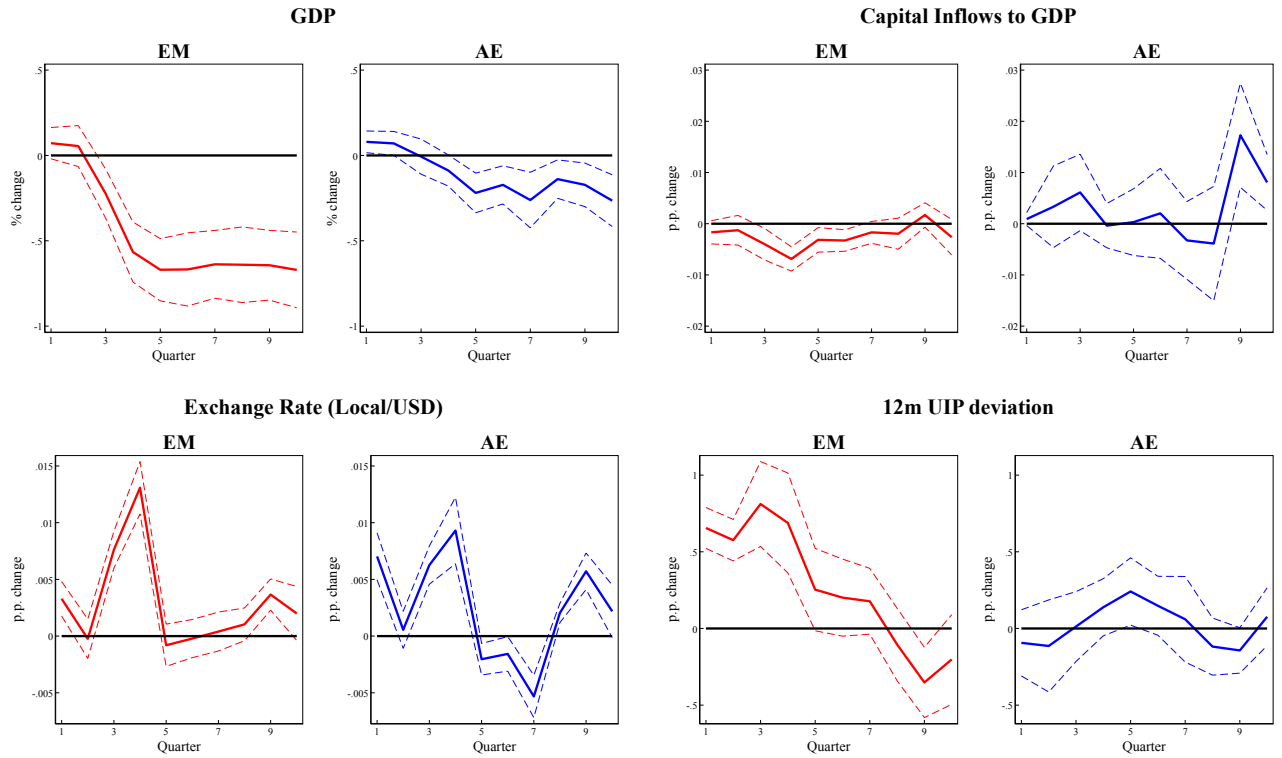 GDP
Capital Inflows to GDP
EM
AE
EM
AE
.5
0
-.5
-1
% change
1 3 5 7 9
Quarter
.5
0
-.5
-1
% change
1 3 5 7 9
Quarter
.03
.02
.01
0
-.01
-.02
p.p. change
1 3 5 7 9
Quarter
.03
.02
.01
0
-.01
-.02
p.p. change
1 3 5 7 9
Quarter
Exchange Rate (Local/USD)
12m UIP deviation
EM
AE
EM
AE
.015
.01
.005
0
-.005
p.p. change
1 3 5 7 9
Quarter
.015
.01
.005
0
-.005
p.p. change
1 3 5 7 9
Quarter
1
.5
0
-.5
p.p. change
1 3 5 7 9
Quarter
1
.5
0
-.5
p.p. change
1 3 5 7 9
Quarter